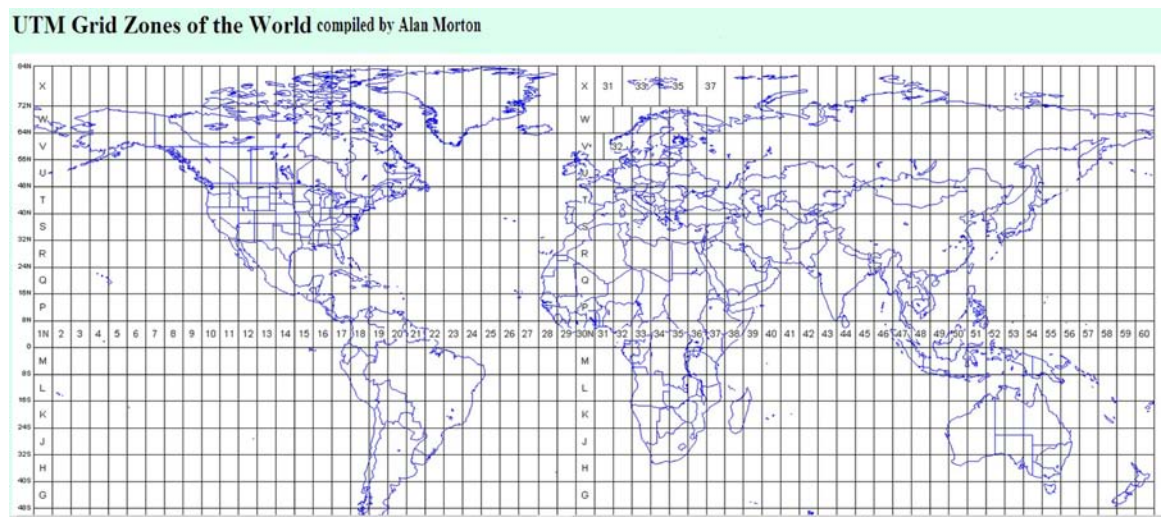 UTM Grid Zones of the World compiled by Alan Morton
84N
X X 31 33 35 37
72N
W W
64N
V V 32
56N
U U
48N
T T
40N
S S
32N
R R
24N
Q Q
16N
P P
8N
1N 2 3 4 5 6 7 8 9 10 11 12 13 14 15 16 17 18 19 20 21 22 23 24 25 26 27 28 29 30N 31 32 33 34 35 36 37 38 39 40 41 42 43 44 45 46 47 48 49 50 51 52 53 54 55 56 57 58 59 60
0
M M
8S
L L
16S
K K
24S
J J
32S
H H
G G